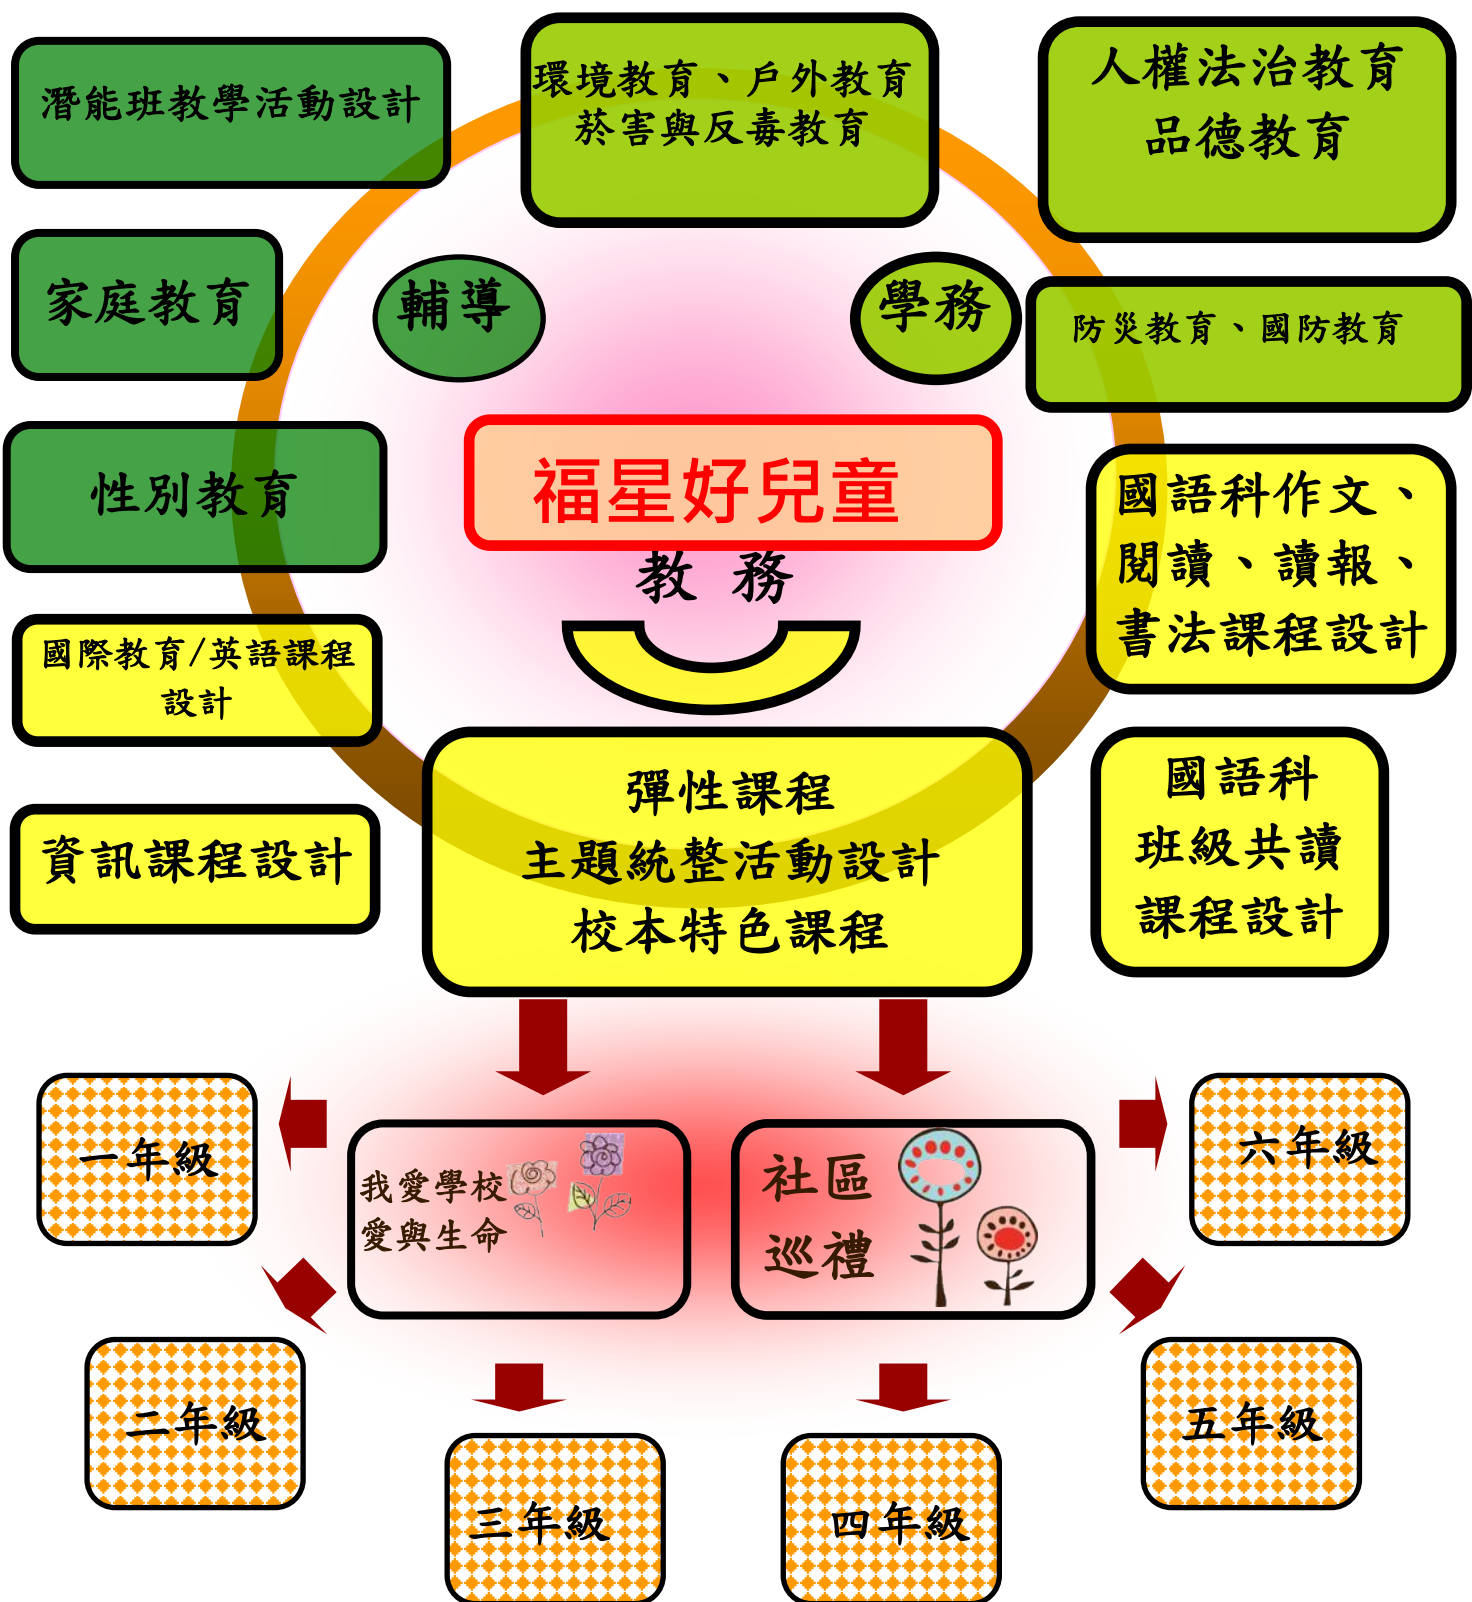 潛能班教學活動設計
環境教育、戶外教育
菸害與反毒教育
人權法治教育
品德教育
家庭教育
輔導
學務
防災教育、國防教育
性別教育
福星好兒童
教 務
國語科作文、
閱讀、讀報、
書法課程設計
國際教育/英語課程
設計
彈性課程
主題統整活動設計
校本特色課程
國語科
班級共讀
課程設計
資訊課程設計
一年級
我愛學校
愛與生命
社區
巡禮
六年級
二年級
五年級
三年級
四年級